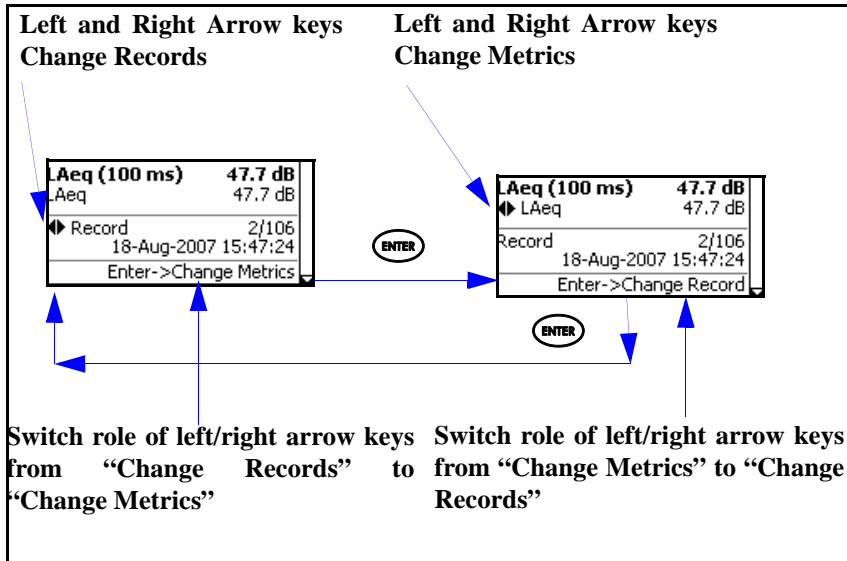 Left and Right Arrow keys
Change Records
Left and Right Arrow keys
Change Metrics
LAeq (100 ms) 47.7 dB
LAeq 47.7 dB
Record 2/106
18-Aug-2007 15:47:24
Enter->Change Metrics
ENTER
LAeq (100 ms) 47.7 dB
LAeq 47.7 dB
Record 2/106
18-Aug-2007 15:47:24
Enter->Change Record
ENTER
Switch role of left/right arrow keys
from “Change Records” to
“Change Metrics”
Switch role of left/right arrow keys
from “Change Metrics” to “Change
Records”